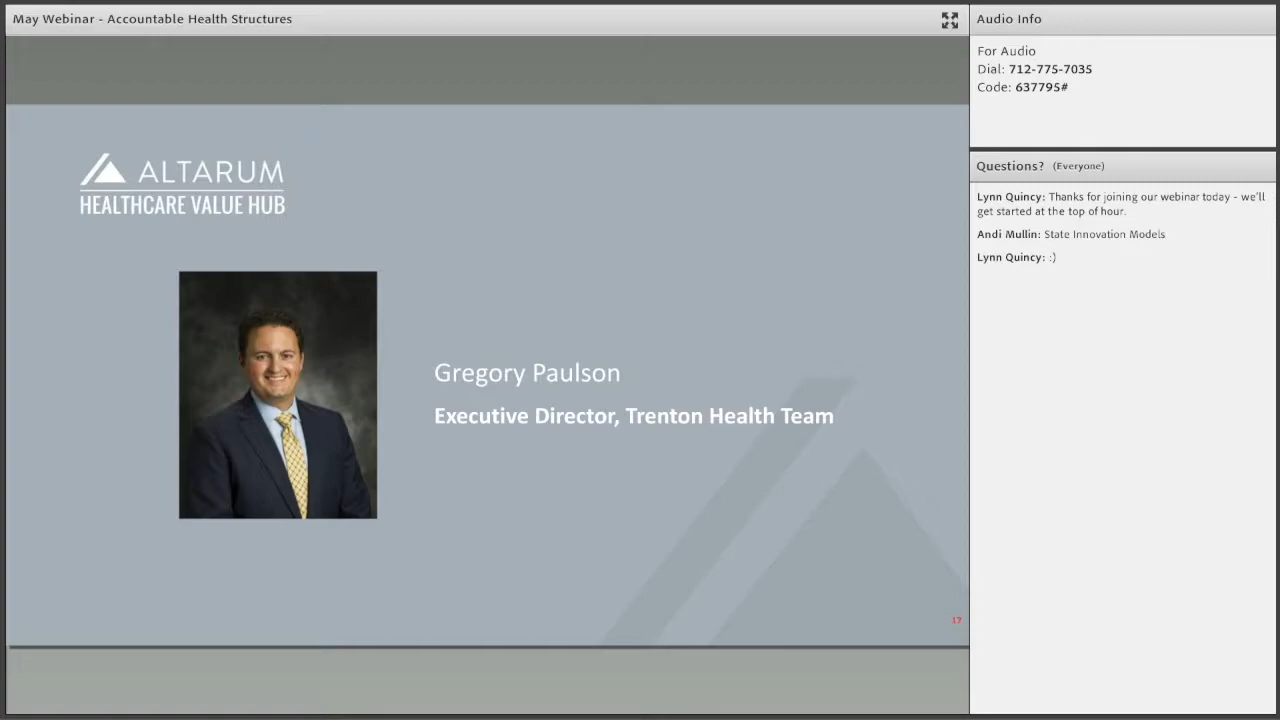 May Webinar - Accountable Health Structures
ALTARUM
HEALTHCARE VALUE HUB
Gregory Paulson
Executive Director, Trenton Health Team
17
Audio Info
For Audio
Dial: 712-775-7035
Code: 637795#
Questions? (Everyone)
Lynn Quincy: Thanks for joining our webinar today - we'll
get started at the top of hour.
Andi Mullin: State Innovation Models
Lynn Quincy: :)